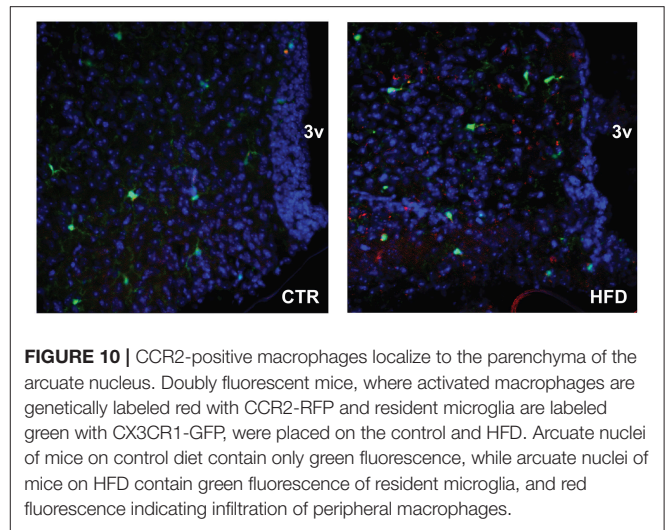 3v
CTR
3v
HFD
FIGURE 10 | CCR2-positive macrophages localize to the parenchyma of the
arcuate nucleus. Doubly fluorescent mice, where activated macrophages are
genetically labeled red with CCR2-RFP and resident microglia are labeled
green with CX3CR1-GFP, were placed on the control and HFD. Arcuate nuclei
of mice on control diet contain only green fluorescence, while arcuate nuclei of
mice on HFD contain green fluorescence of resident microglia, and red
fluorescence indicating infiltration of peripheral macrophages.